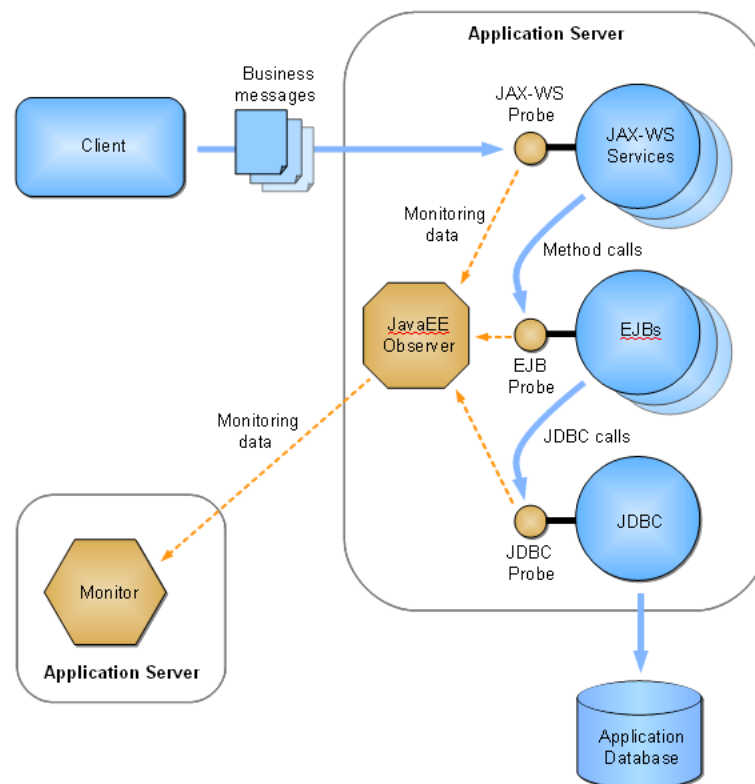 Application Server
Business
messages
JAX-WS
Probe
Client
JAX-WS
Services
Monitoring
data
Method calls
JavaEE
Observer
EJBs
EJB
Probe
Monitoring
data
JDBC calls
JDBC
JDBC
Probe
Monitor
Application Server
Application
Database